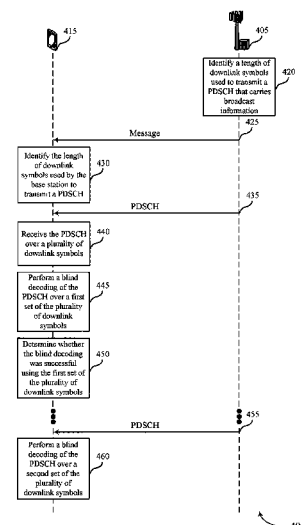 415
405
Identify a length of
downlink symbols
used to transmit a
PDSCH that carries
broadcast
information
420
425
Message
Identify the length
of downlink
symbols used by the
base station to
transmit a PDSCH
430
435
PDSCH
Receive the PDSCH
over a plurality of
downlink symbols
440
Perform a blind
decoding of the
PDSCH over a first
set of the plurality
of downlink
symbols
445
Determine whether
the blind decoding
was successful
using the first set of
the plurality of
downlink symbols
450
455
PDSCH
Perform a blind
decoding of the
PDSCH over a
second set of the
plurality of
downlink symbols
460